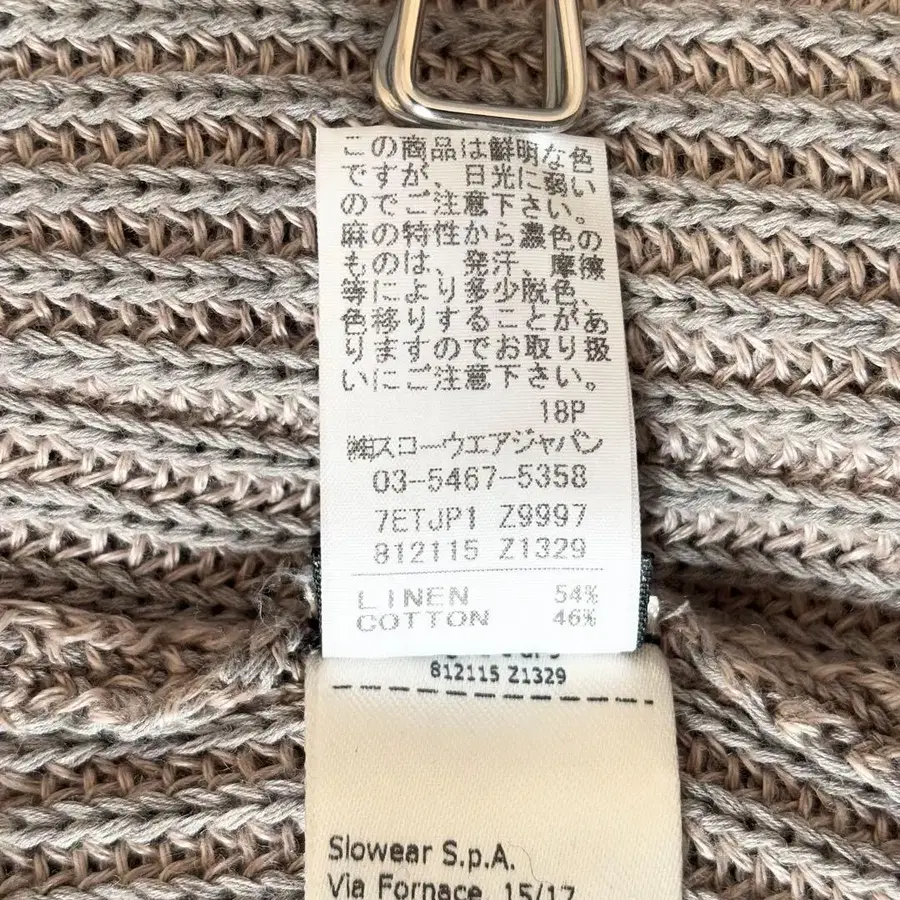 この商品は鮮明な色
ですが、日光に弱い
のでご注意下さい。
麻の特性から濃色の
ものは、発汗、摩擦
等により多少脱色、
色移りすることがあ
りますのでお取り扱
いにご注意下さい。
18P
㈱スローウエアジャパン
03-5467-5358
7ETJP1 Z9997
812115 Z1329
LINEN 54%
COTTON 46%
812115 Z1329
Slowear S.p.A.
Via Fornace, 15/17